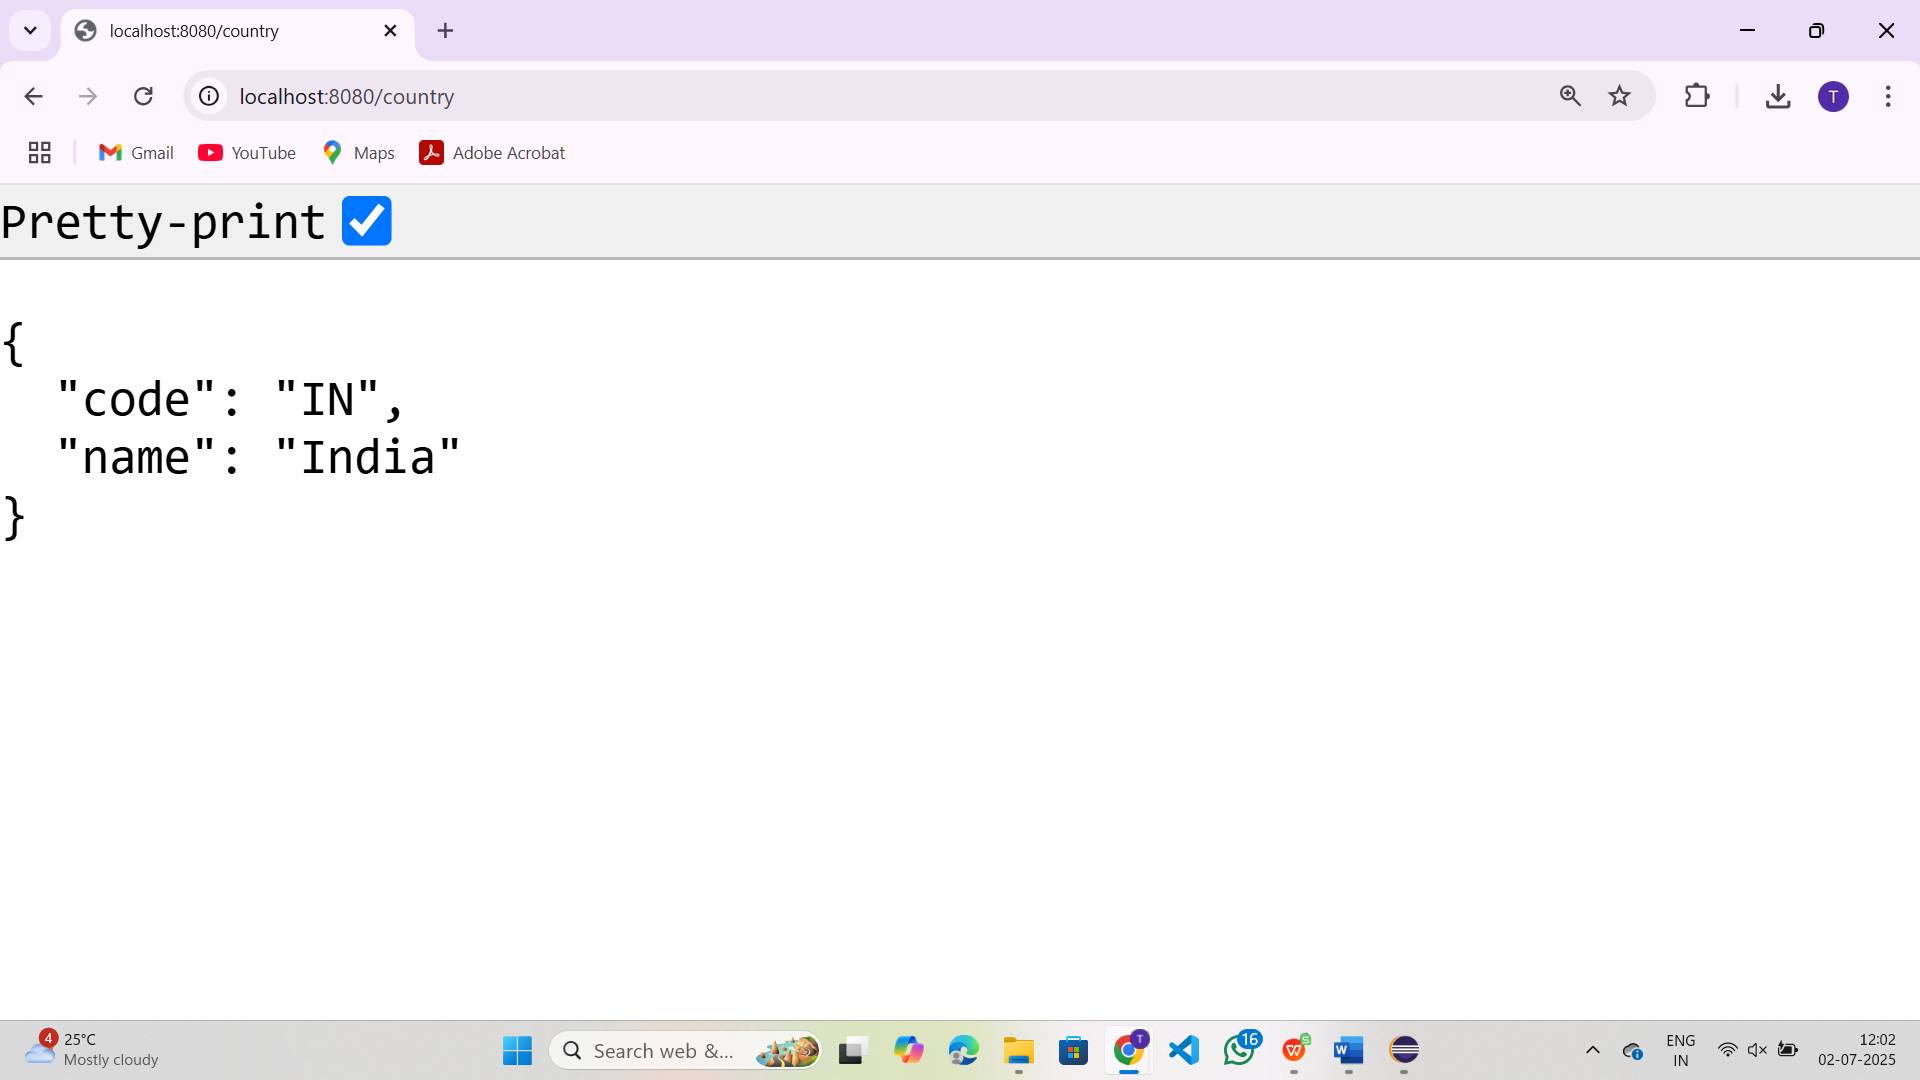 localhost:8080/country
localhost:8080/country
T
Gmail
YouTube
Maps
Adobe Acrobat
Pretty-print
{
"code": "IN",
"name": "India"
}
4
25°C
Mostly cloudy
Search web &...
T
16
W
S
W
ENG
IN
12:02
02-07-2025